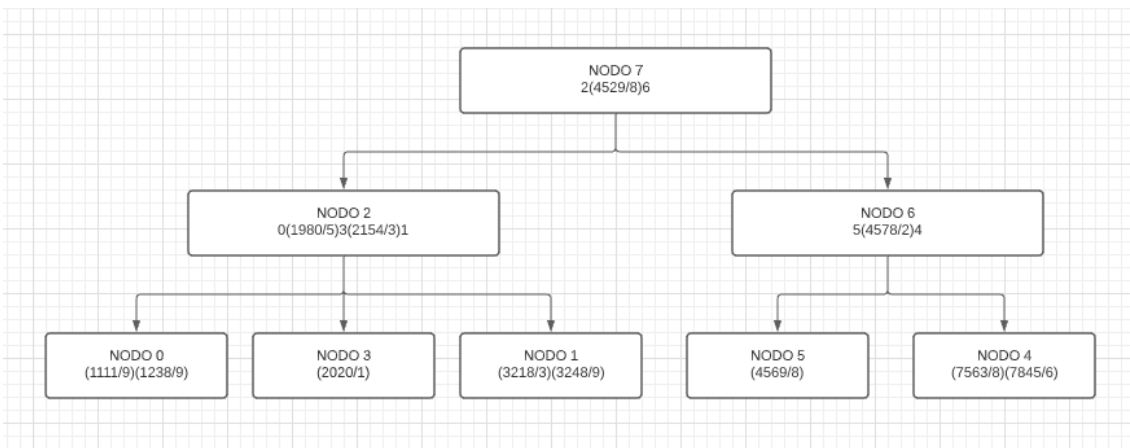 NODO 7
2(4529/8)6
NODO 2
0(1980/5)3(2154/3)1
NODO 6
5(4578/2)4
NODO 0
(1111/9)(1238/9)
NODO 3
(2020/1)
NODO 1
(3218/3)(3248/9)
NODO 5
(4569/8)
NODO 4
(7563/8)(7845/6)